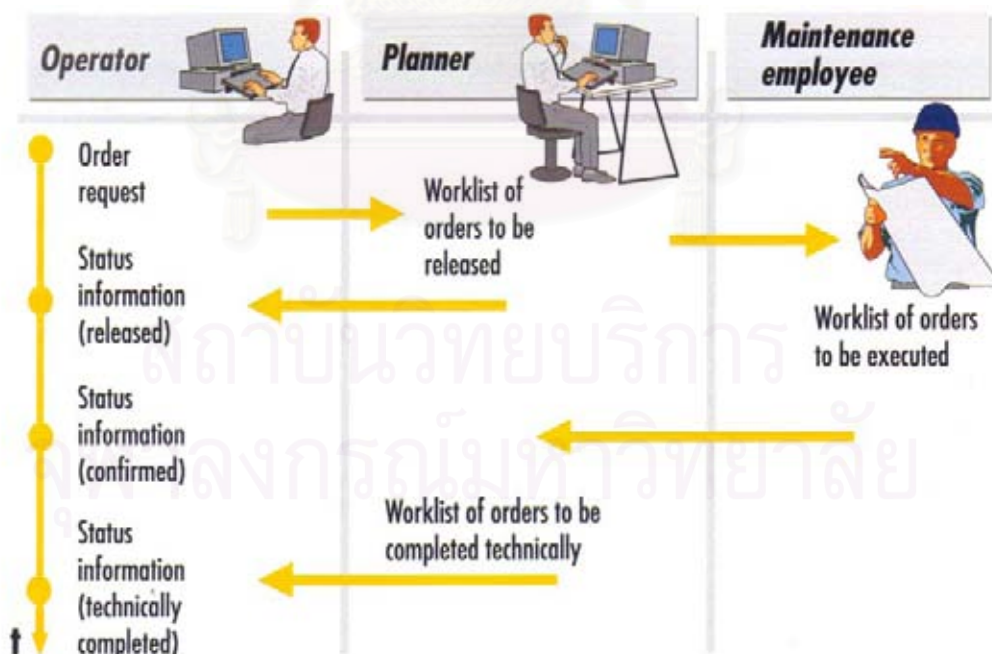 Operator
Planner
Maintenance
employee
Order
request
Worklist of
orders to be
released
Status
information
(released)
Worklist of orders
to be executed
สถาบันวิทยบริการ
Status
information
(confirmed)
จุฬาลงกรณ์มหาวิทยาลัย
Worklist of orders to be
completed technically
Status
information
(technically
completed)
t